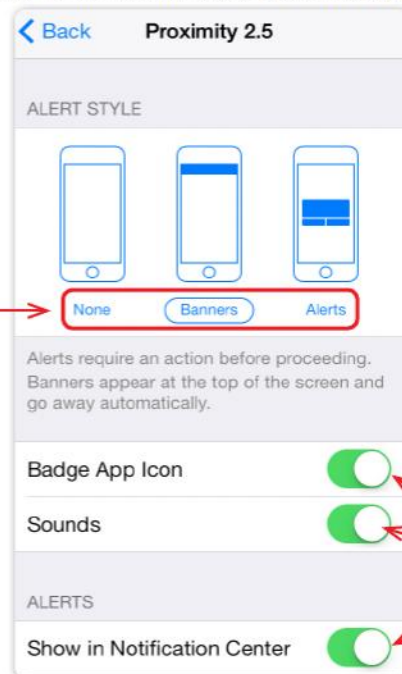 Back Proximity 2.5
ALERT STYLE
None Banners Alerts
Alerts require an action before proceeding.
Banners appear at the top of the screen and
go away automatically.
Badge App Icon
Sounds
ALERTS
Show in Notification Center